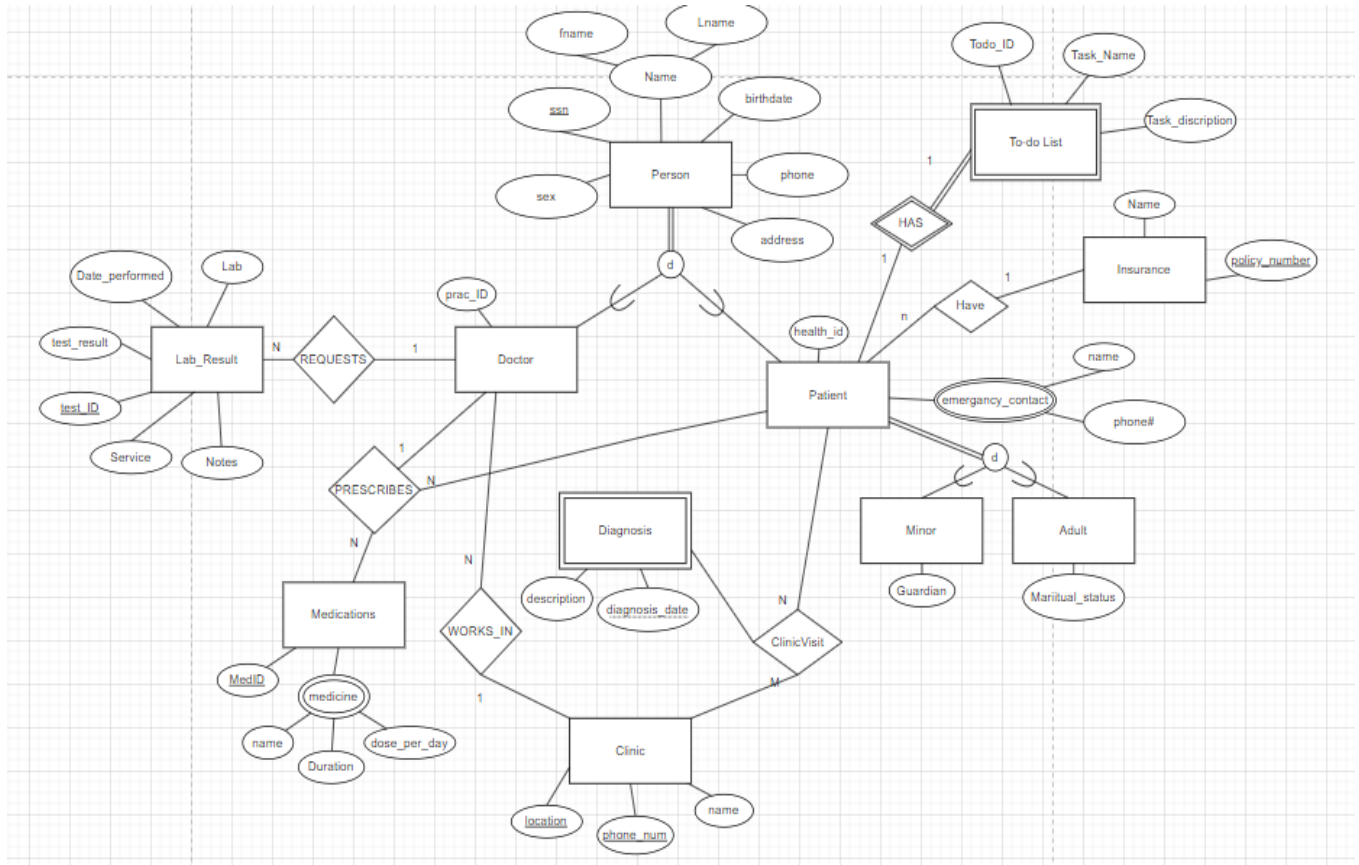 Lname
fname
Todo_ID
Task_Name
Name
birthdate
ssn
Task_discription
To-do List
1
Person
phone
sex
Name
HAS
address
Lab
d
1
Insurance
policy_number
Date_performed
1
prac_ID
Have
n
health_id
test_result
N
1
name
Lab_Result
REQUESTS
Doctor
Patient
emergancy_contact
test_ID
phone#
1
Service
Notes
d
N
PRESCRIBES
Diagnosis
Minor
Adult
N
N
description
diagnosis_date
Guardian
Mariitual_status
N
Medications
WORKS_IN
ClinicVisit
MedID
M
medicine
1
name
dose_per_day
Clinic
Duration
name
location
phone_num